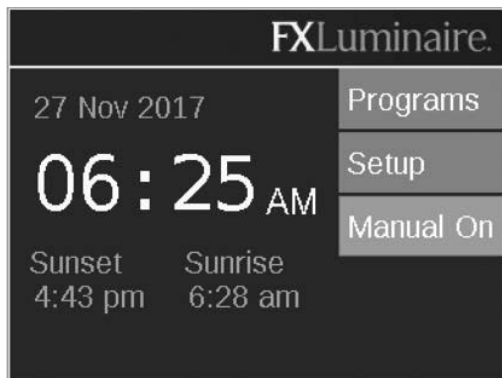 FXLuminaire.
27 Nov 2017
06:25 AM
Sunset Sunrise
4:43 pm 6:28 am
Programs
Setup
Manual On